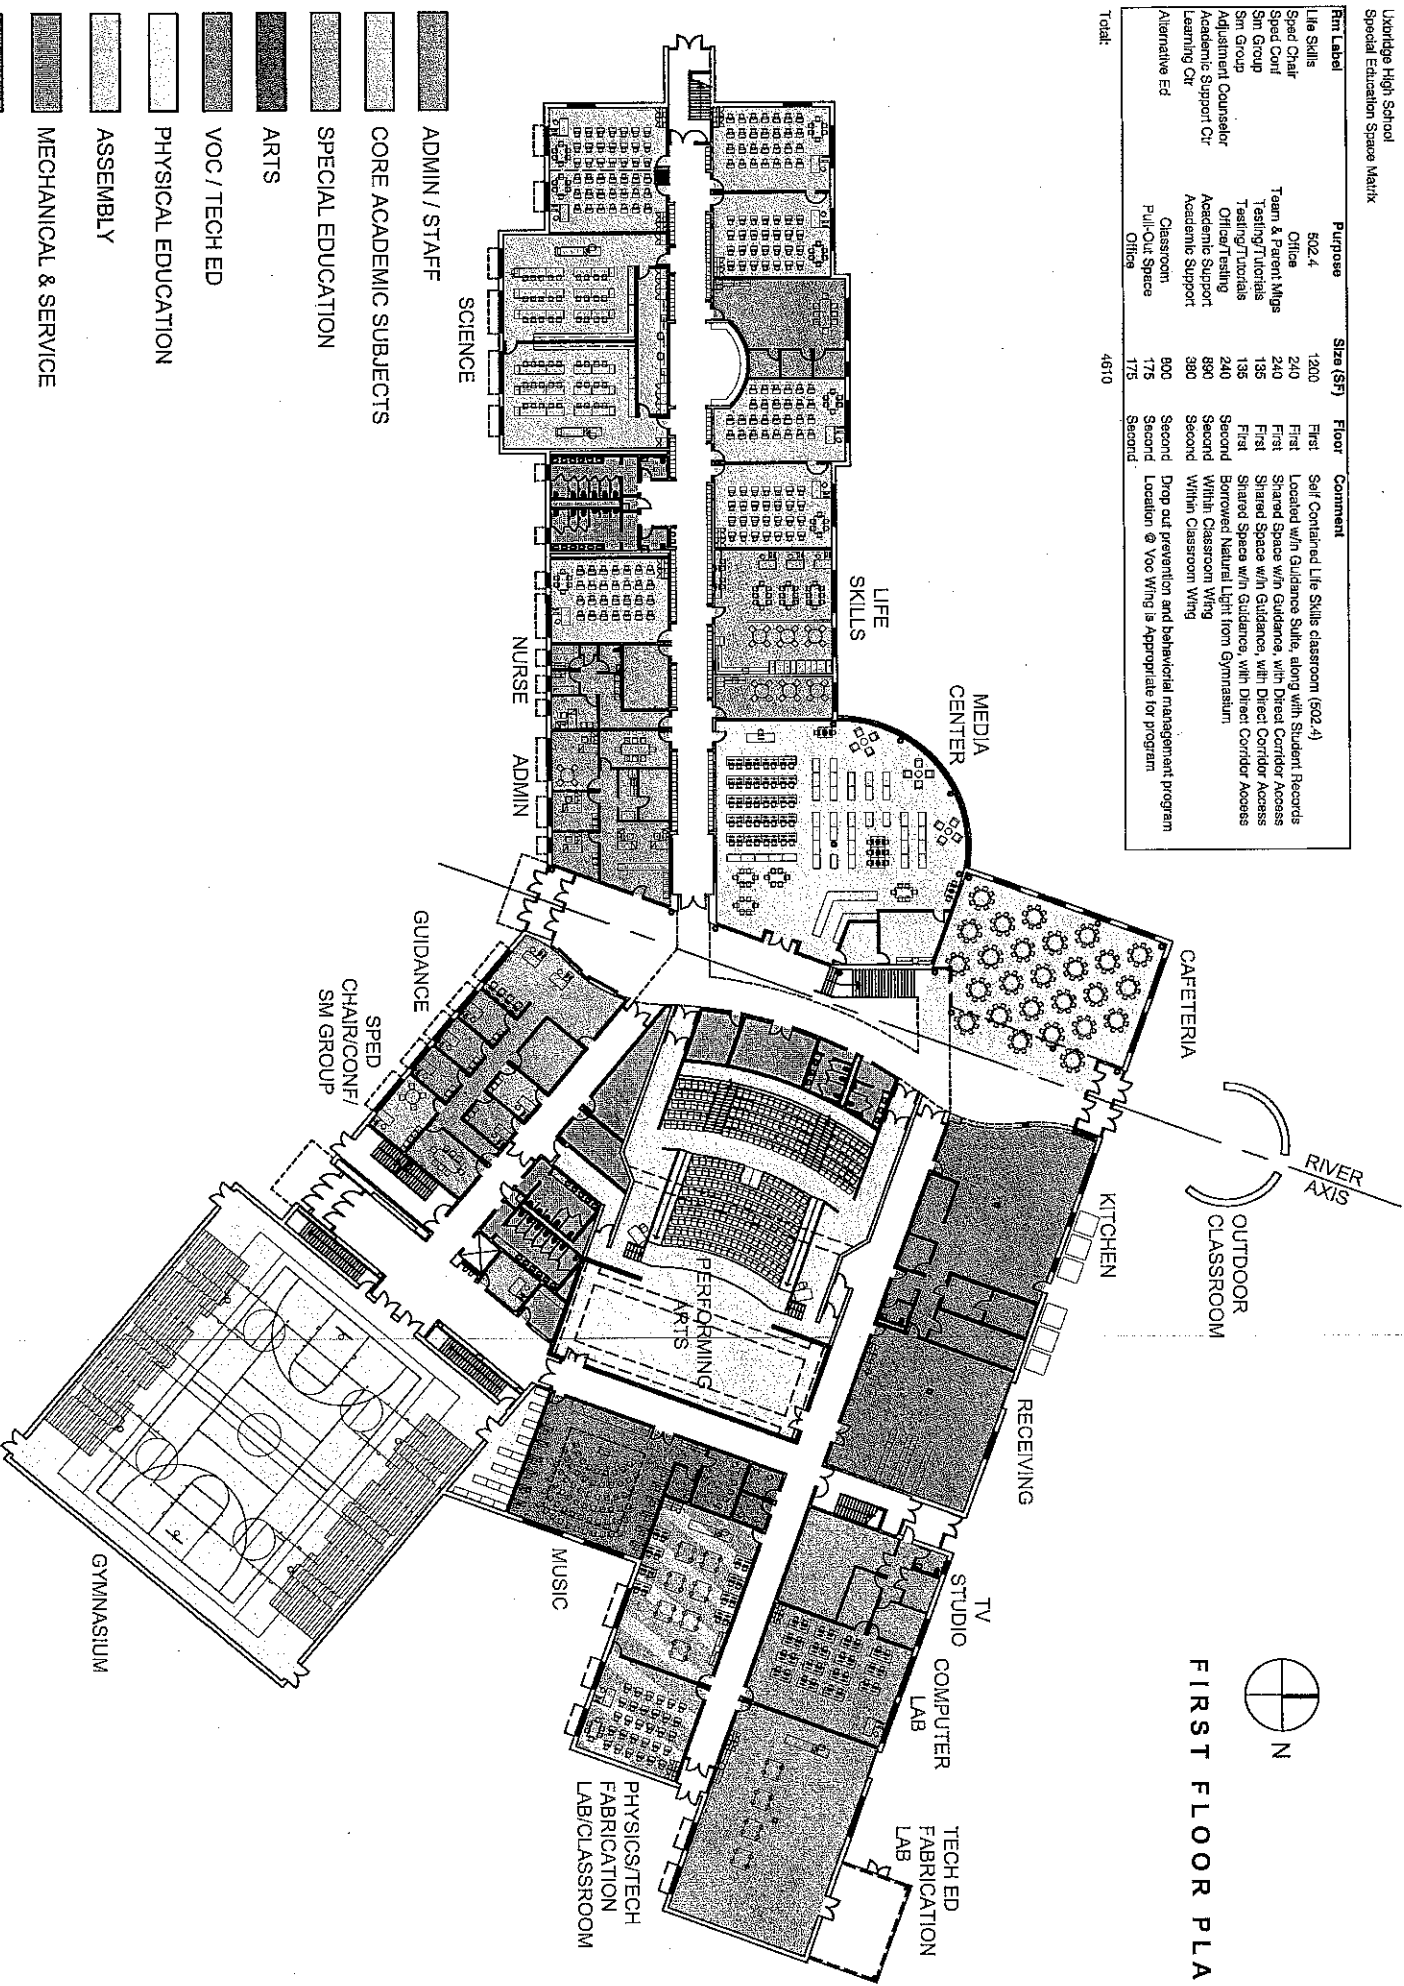 Uxbridge High School
Special Education Space Matrix
Rm Label Purpose Size (SF) Floor Comment
Life Skills 502.4 1200 First Self Contained Life Skills classroom (502.4)
Sped Chair Office 240 First Located w/in Guidance Suite, along with Student Records
Sped Conf Team & Parent Mtgs 240 First Shared Space w/in Guidance, with Direct Corridor Access
Sm Group Testing/Tutorials 135 First Shared Space w/in Guidance, with Direct Corridor Access
Sm Group Testing/Tutorials 135 First Shared Space w/in Guidance, with Direct Corridor Access
Adjustment Counselor Office/Testing 240 Second Borrowed Natural Light from Gymnasium
Academic Support Ctr Academic Support 890 Second Within Classroom Wing
Learning Ctr Academic Support 380 Second Within Classroom Wing
Alternative Ed Classroom 800 Second Drop out prevention and behaviorial management program
Pull-Out Space 175 Second Location @ Voc Wing is Appropriate for program
Office 175 Second
Total: 4610
FIRST FLOOR PLA
N
RIVER
AXIS
OUTDOOR
CLASSROOM
CAFETERIA
KITCHEN
RECEIVING
MEDIA
CENTER
LIFE
SKILLS
TV
STUDIO
COMPUTER
LAB
TECH ED
FABRICATION
LAB
PERFORMING
ARTS
SCIENCE
NURSE
ADMIN
GUIDANCE
SPED
CHAIR/CONF/
SM GROUP
MUSIC
PHYSICS/TECH
FABRICATION
LAB/CLASSROOM
GYMNASIUM
ADMIN / STAFF
CORE ACADEMIC SUBJECTS
SPECIAL EDUCATION
ARTS
VOC / TECH ED
PHYSICAL EDUCATION
ASSEMBLY
MECHANICAL & SERVICE